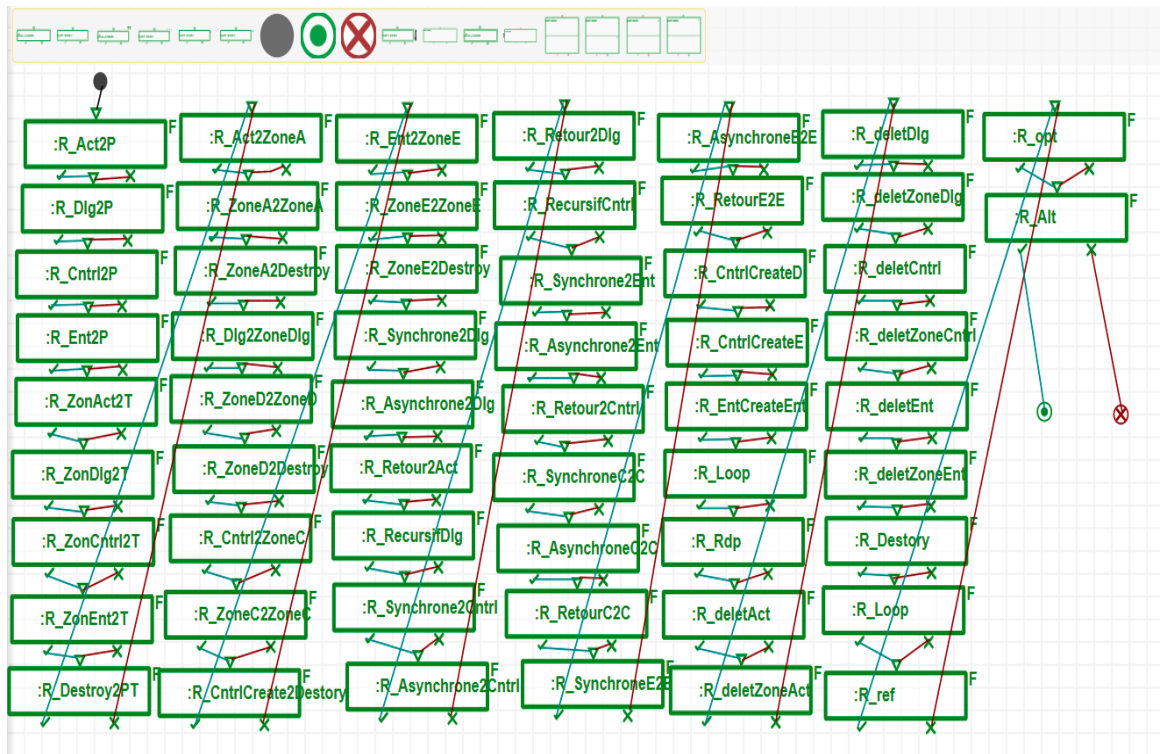 :R_Act2P
F
:R_Dlg2P
F
:R_Cntrl2P
F
:R_Ent2P
F
:R_ZonAct2T
F
:R_ZonDlg2T
F
:R_ZonCntrl2T
F
:R_ZonEnt2T
F
:R_Destroy2PT
F
:R_Act2ZoneA
F
:R_ZoneA2ZoneA
F
:R_ZoneA2Destroy
F
:R_Dlg2ZoneDlg
F
:R_ZoneD2ZoneD
F
:R_ZoneD2Destroy
F
:R_Cntrl2ZoneC
F
:R_ZoneC2ZoneC
F
:R_CntrlCreate2Destory
F
:R_Ent2ZoneE
F
:R_ZoneE2ZoneE
F
:R_ZoneE2Destroy
F
:R_Synchrone2Dlg
F
:R_Asynchrone2Dlg
F
:R_Retour2Act
F
:R_RecursifDlg
F
:R_Synchrone2Cntrl
F
:R_Asynchrone2Cntrl
F
:R_Retour2Dlg
F
:R_RecursifCntrl
F
:R_Synchrone2Ent
F
:R_Asynchrone2Ent
F
:R_Retour2Cntrl
F
:R_SynchroneC2C
F
:R_AsynchroneC2C
F
:R_RetourC2C
F
:R_SynchroneE2E
F
:R_AsynchroneE2E
F
:R_RetourE2E
F
:R_CntrlCreateD
F
:R_CntrlCreateE
F
:R_EntCreateEnt
F
:R_Loop
F
:R_Rdp
F
:R_deletAct
F
:R_deletZoneAct
F
:R_deletDlg
F
:R_deletZoneDlg
F
:R_deletCntrl
F
:R_deletZoneCntrl
F
:R_deletEnt
F
:R_deletZoneEnt
F
:R_Destory
F
:R_Loop
F
:R_ref
F
:R_opt
F
:R_Alt
F